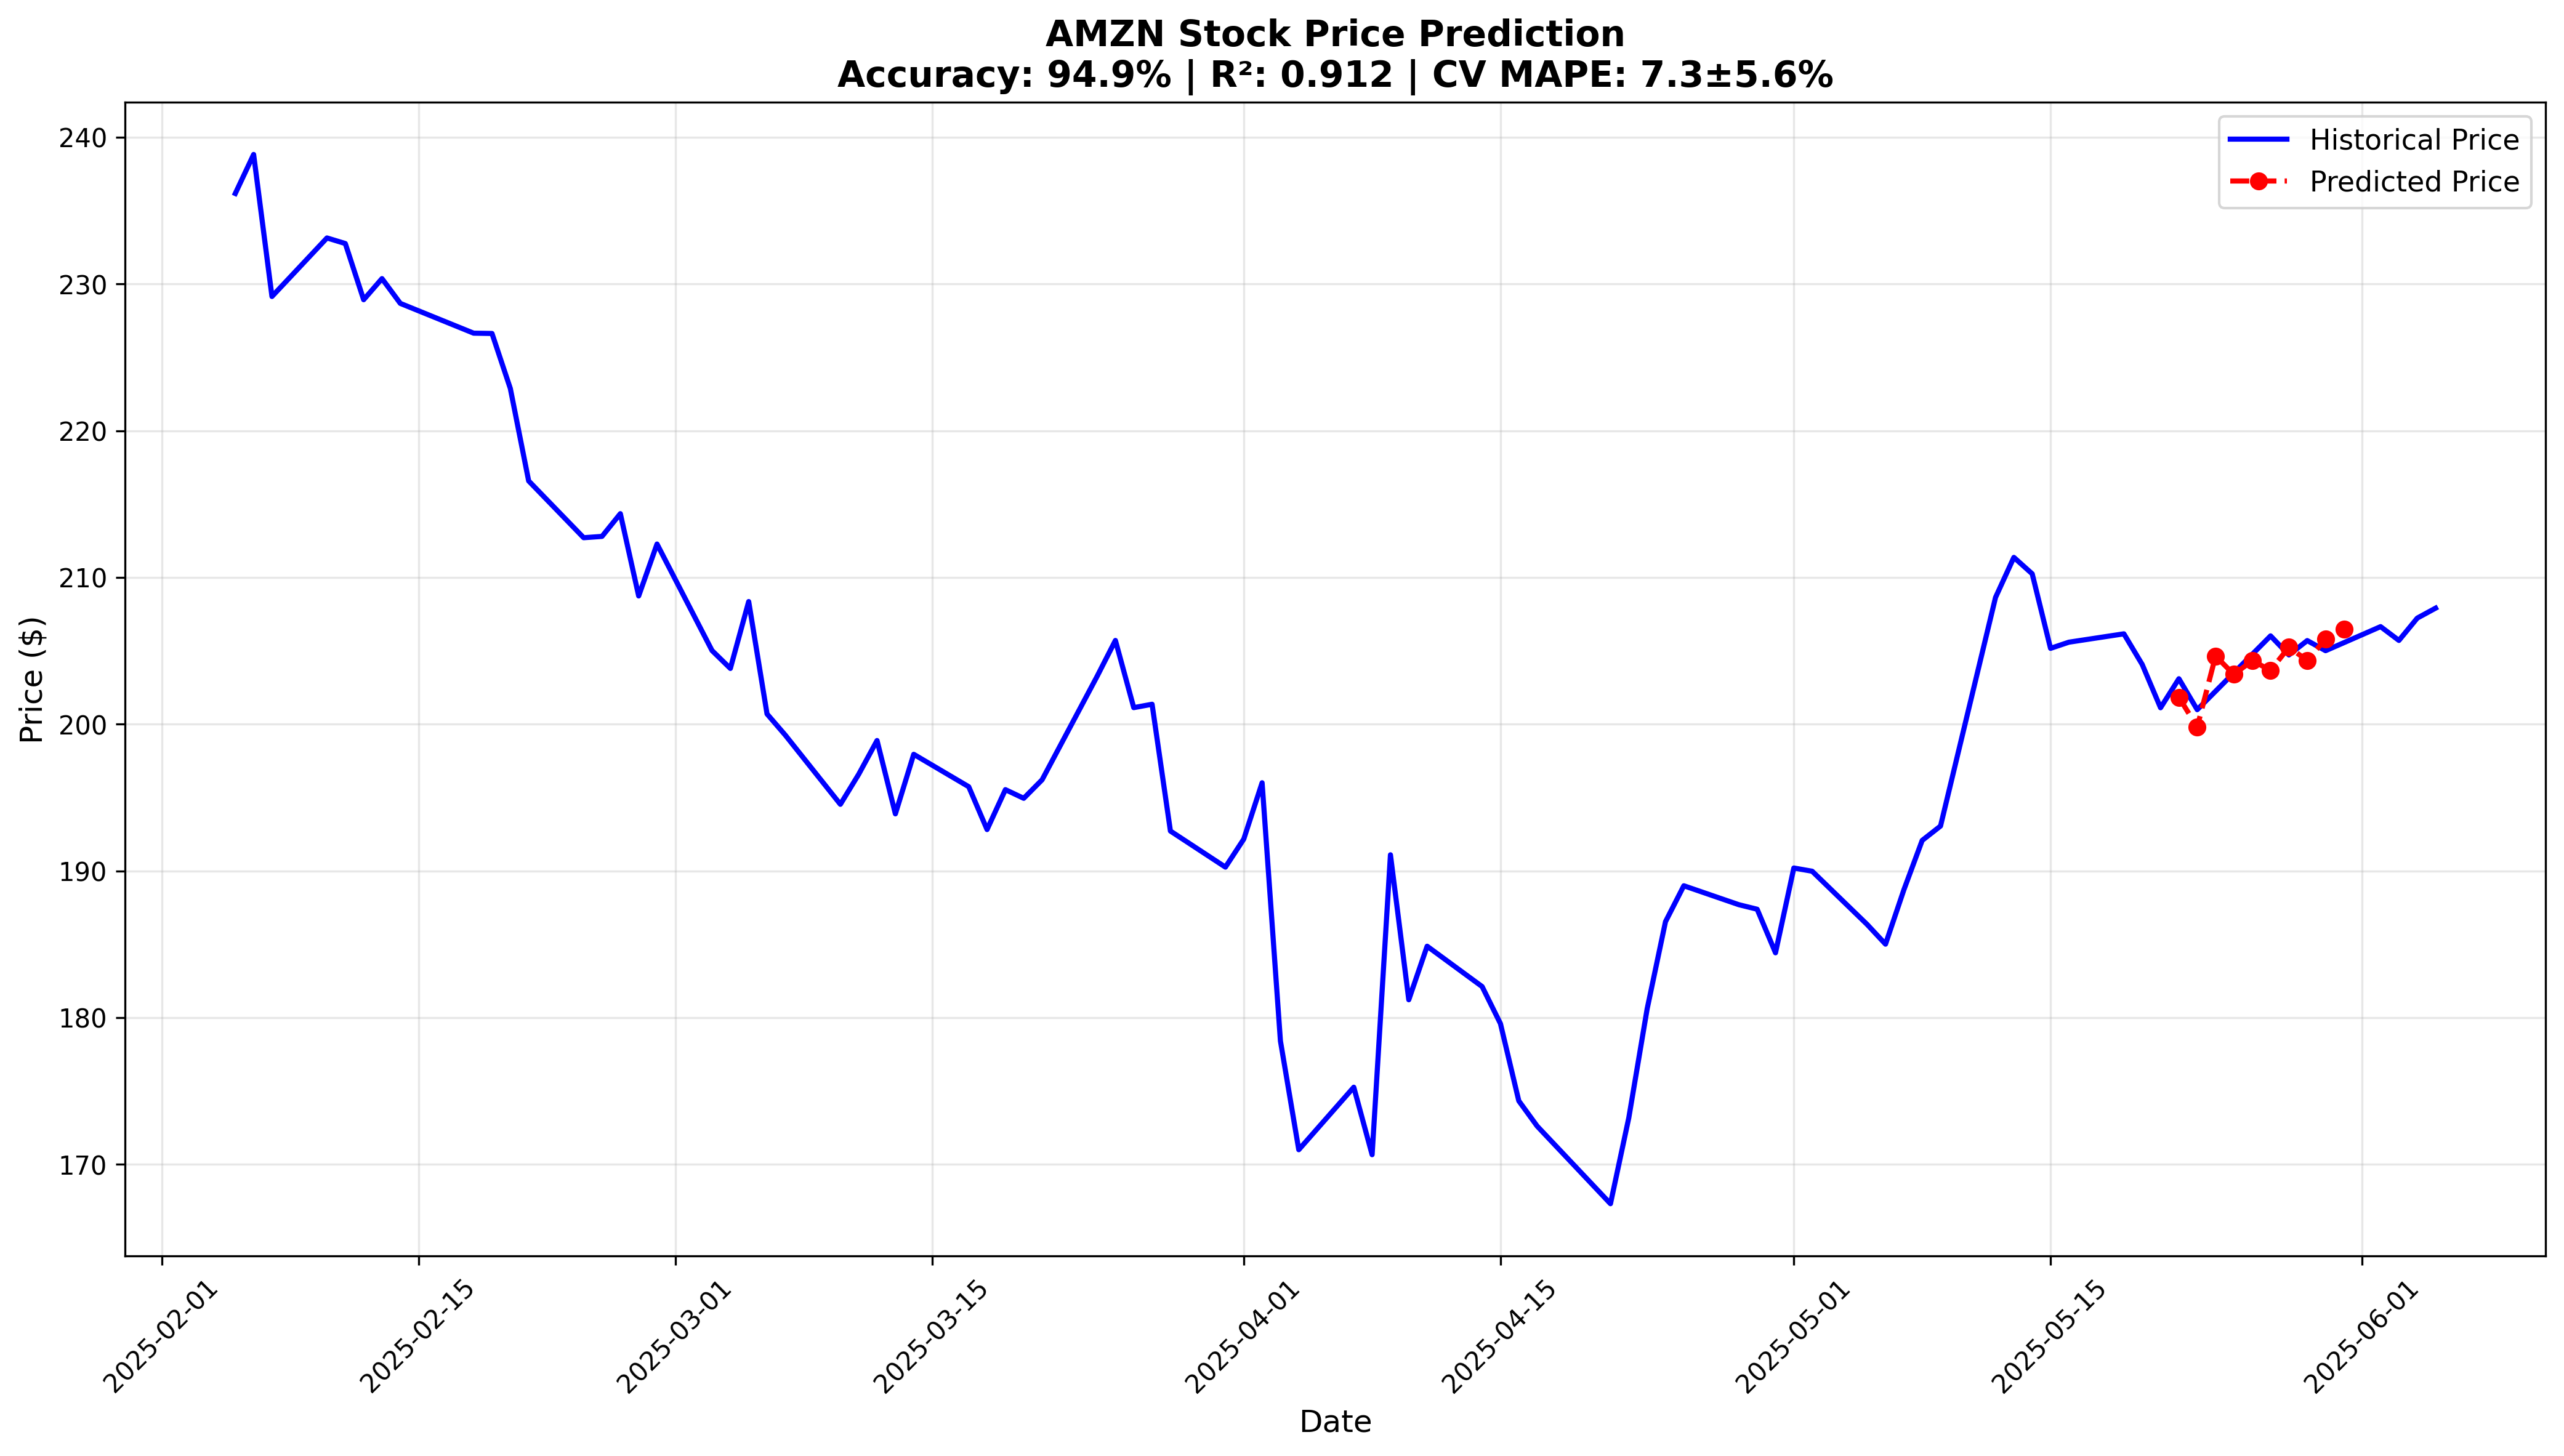 AMZN Stock Price Prediction
Accuracy: 94.9% | R²: 0.912 | CV MAPE: 7.3±5.6%
Historical Price
Predicted Price
Price ($)
240
230
220
210
200
190
180
170
2025-02-01
2025-02-15
2025-03-01
2025-03-15
2025-04-01
2025-04-15
2025-05-01
2025-05-15
2025-06-01
Date